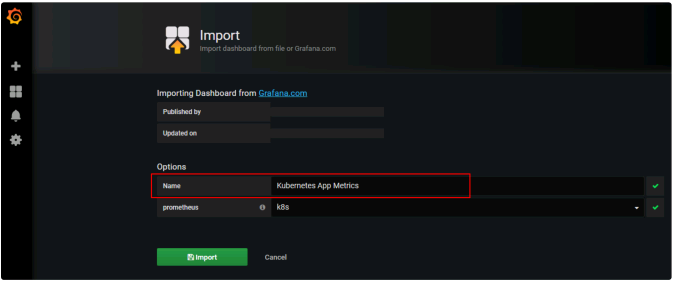 Import
Import dashboard from file or Grafana.com
Importing Dashboard from Grafana.com
Published by
Updated on
Options
Name Kubernetes App Metrics
prometheus k8s
Import Cancel